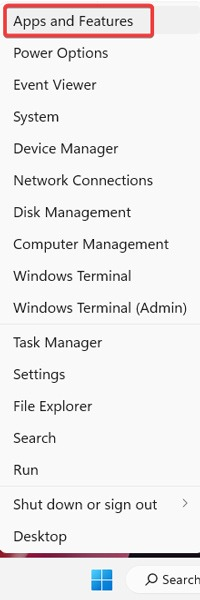 Apps and Features
Power Options
Event Viewer
System
Device Manager
Network Connections
Disk Management
Computer Management
Windows Terminal
Windows Terminal (Admin)
Task Manager
Settings
File Explorer
Search
Run
Shut down or sign out
Desktop
Search